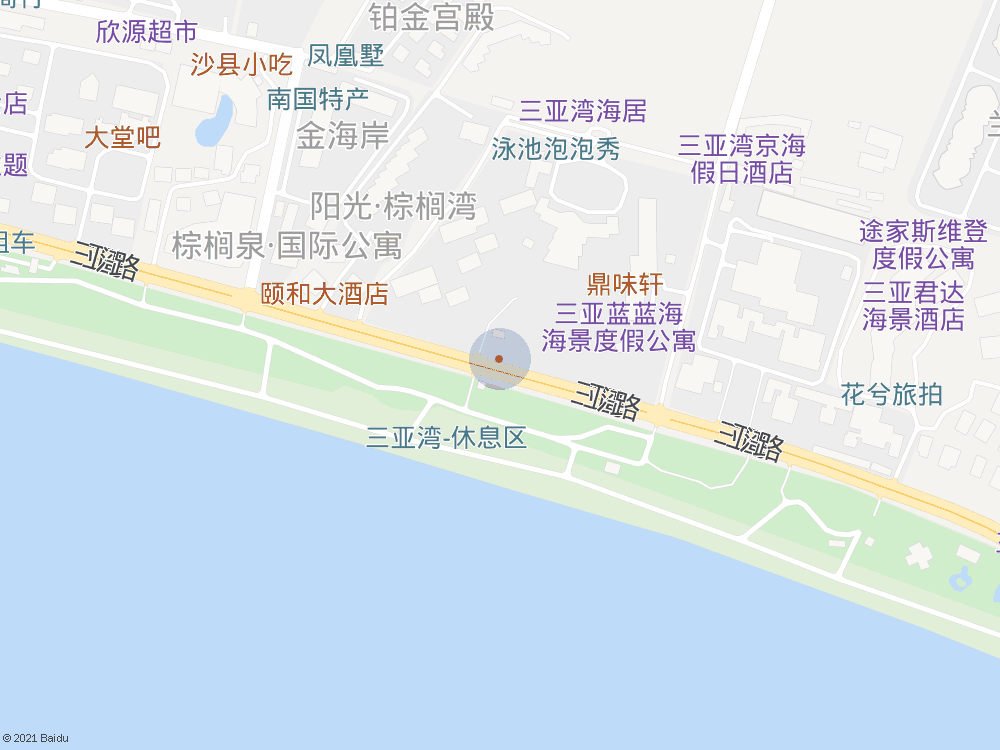 铂金宫殿
欣源超市
沙县小吃
凤凰墅
南国特产
店
大堂吧
金海岸
三亚湾海居
泳池泡泡秀
三亚湾京海
假日酒店
题
阳光·棕榈湾
棕榈泉·国际公寓
租车
三亚湾路
颐和大酒店
鼎味轩
三亚蓝蓝海
海景度假公寓
途家斯维登
度假公寓
三亚君达
海景酒店
三亚湾路
花兮旅拍
三亚湾-休息区
三亚湾路
© 2021 Baidu